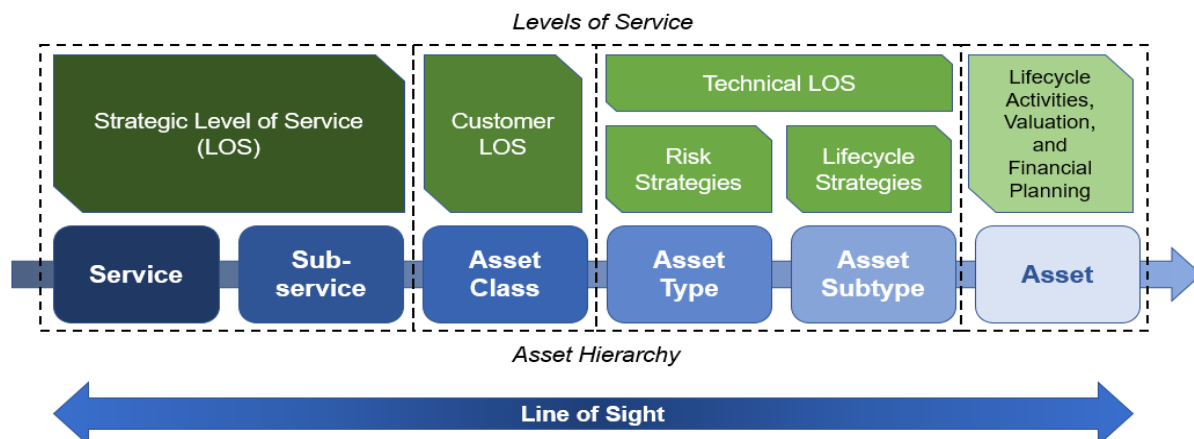 Levels of Service
Strategic Level of Service
(LOS)
Customer
LOS
Technical LOS
Risk
Strategies
Lifecycle
Strategies
Lifecycle
Activities,
Valuation,
and
Financial
Planning
Service
Sub-
service
Asset
Class
Asset
Type
Asset
Subtype
Asset
Asset Hierarchy
Line of Sight